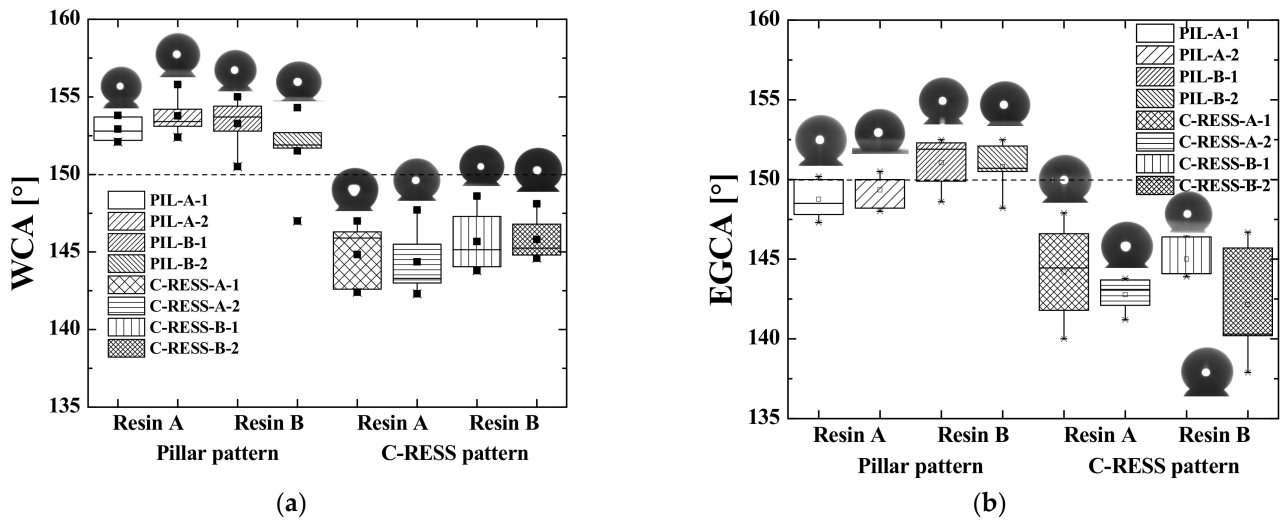 160
155
150
145
140
135
WCA [°]
PIL-A-1
PIL-A-2
PIL-B-1
PIL-B-2
C-RESS-A-1
C-RESS-A-2
C-RESS-B-1
C-RESS-B-2
Resin A
Resin B
Resin A
Resin B
Pillar pattern
C-RESS pattern
(a)
160
155
150
145
140
135
EGCA [°]
PIL-A-1
PIL-A-2
PIL-B-1
PIL-B-2
C-RESS-A-1
C-RESS-A-2
C-RESS-B-1
C-RESS-B-2
Resin A
Resin B
Resin A
Resin B
Pillar pattern
C-RESS pattern
(b)